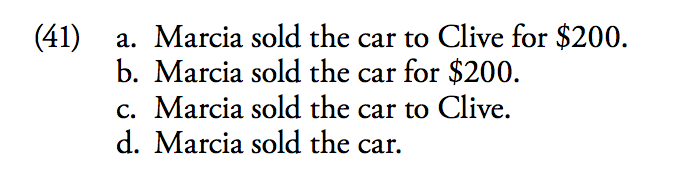 (41) a. Marcia sold the car to Clive for $200.
b. Marcia sold the car for $200.
c. Marcia sold the car to Clive.
d. Marcia sold the car.